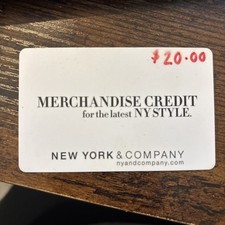 $20.00
MERCHANDISE CREDIT
for the latest NY STYLE.
NEW YORK & COMPANY
nyandcompany.com